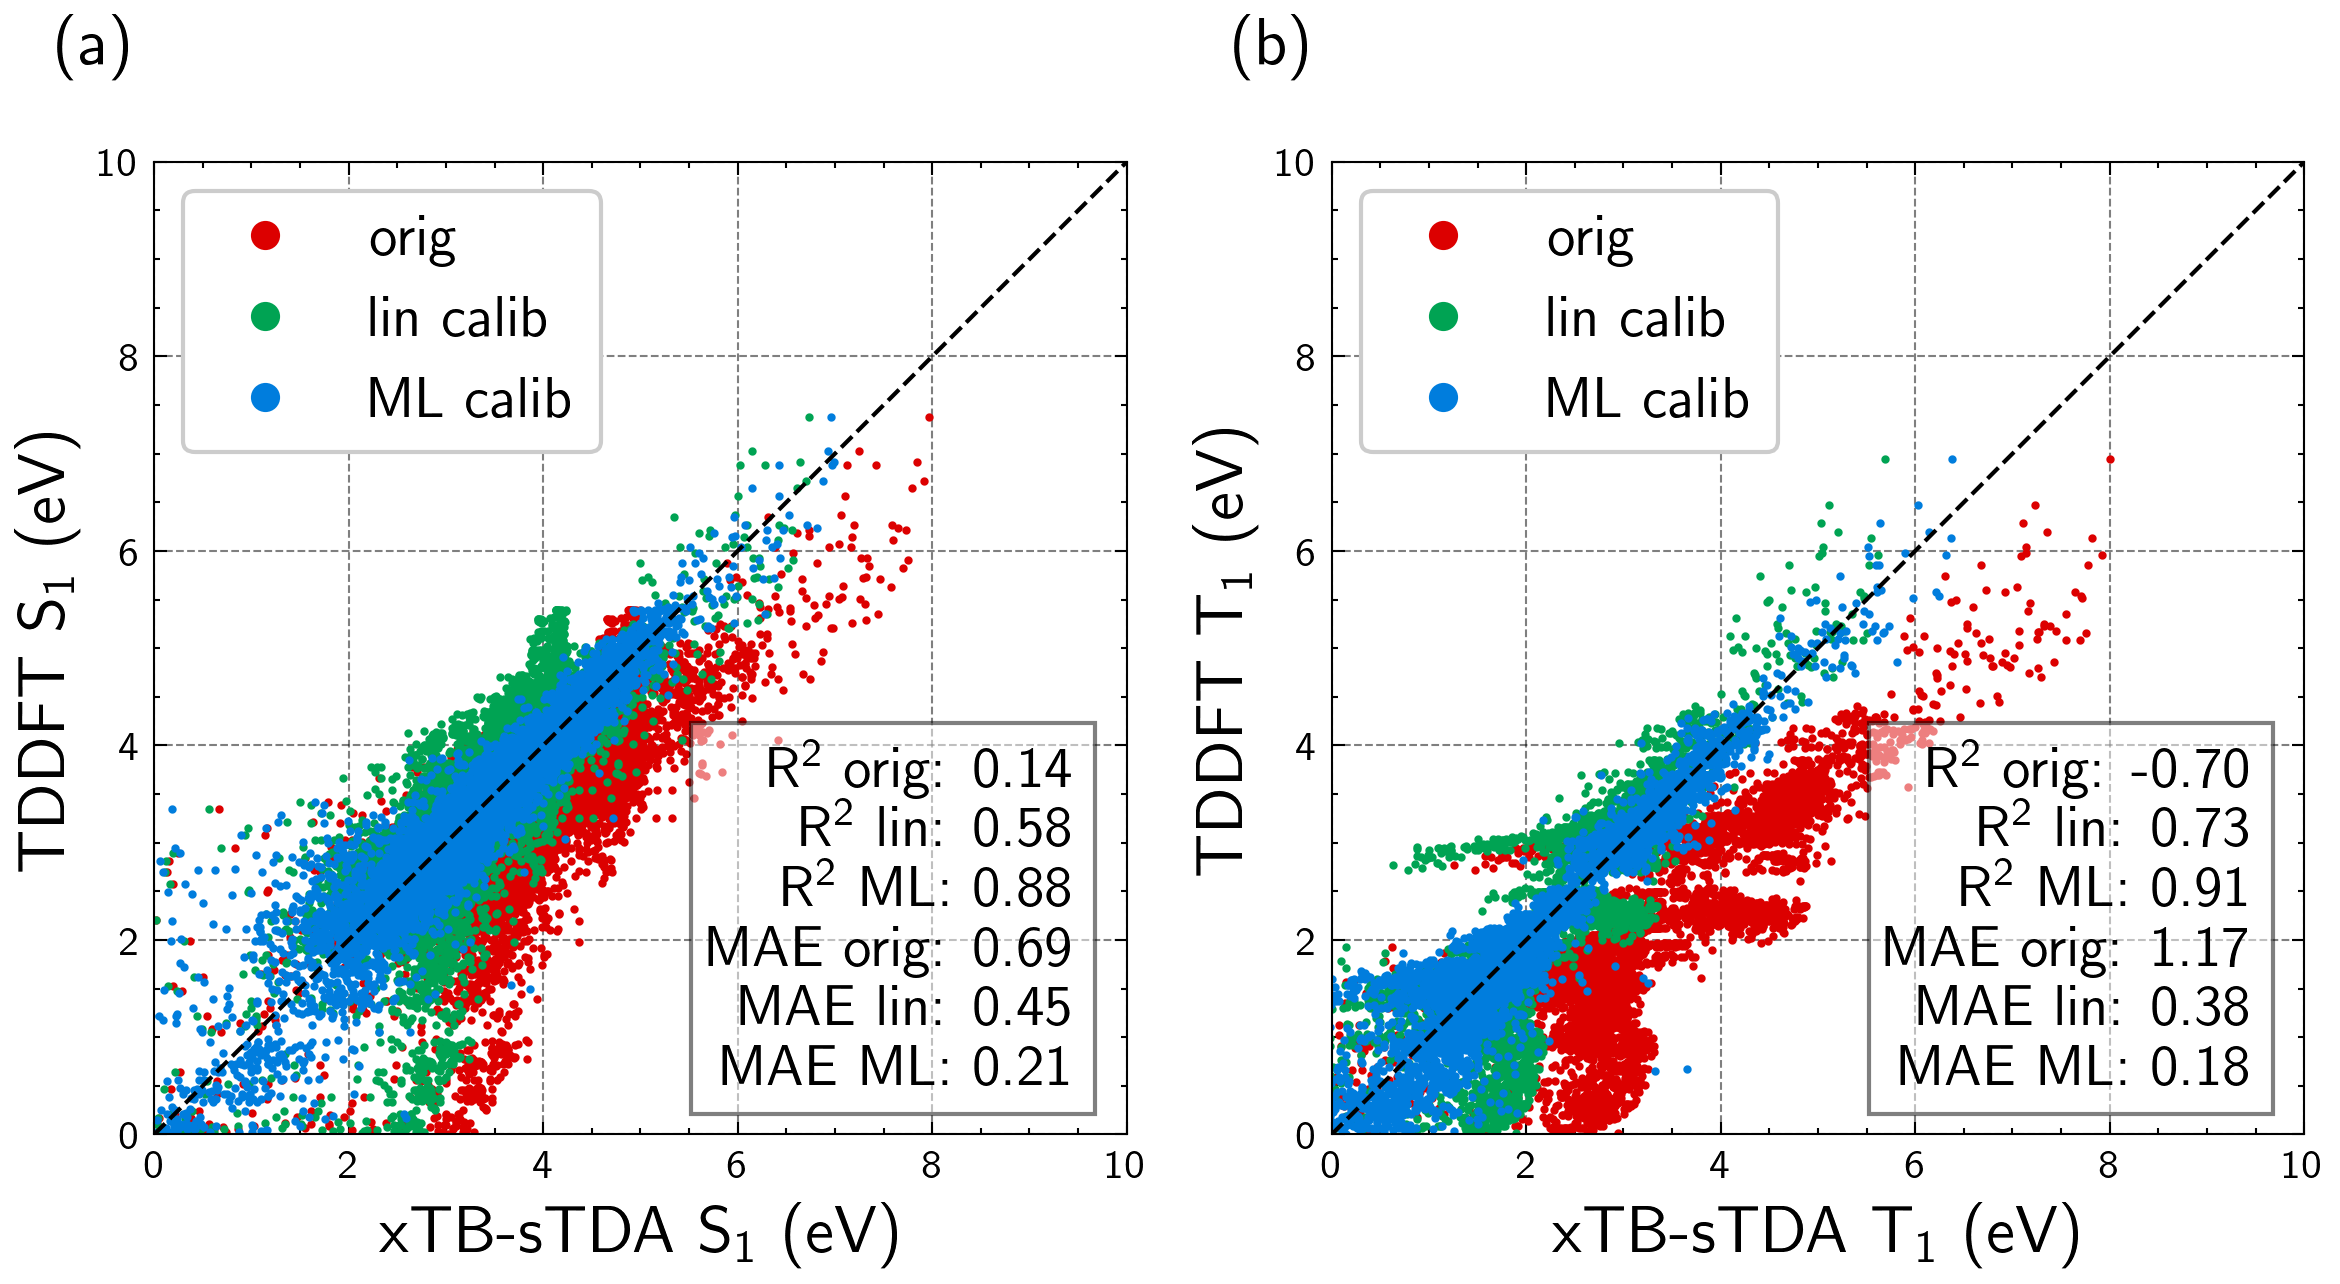 (a)
10
8
6
4
2
0
0 2 4 6 8 10
TDDFT S₁ (eV)
xTB-sTDA S₁ (eV)
orig
lin calib
ML calib
R² orig: 0.14
R² lin: 0.58
R² ML: 0.88
MAE orig: 0.69
MAE lin: 0.45
MAE ML: 0.21
(b)
10
8
6
4
2
0
0 2 4 6 8 10
TDDFT T₁ (eV)
xTB-sTDA T₁ (eV)
orig
lin calib
ML calib
R² orig: -0.70
R² lin: 0.73
R² ML: 0.91
MAE orig: 1.17
MAE lin: 0.38
MAE ML: 0.18